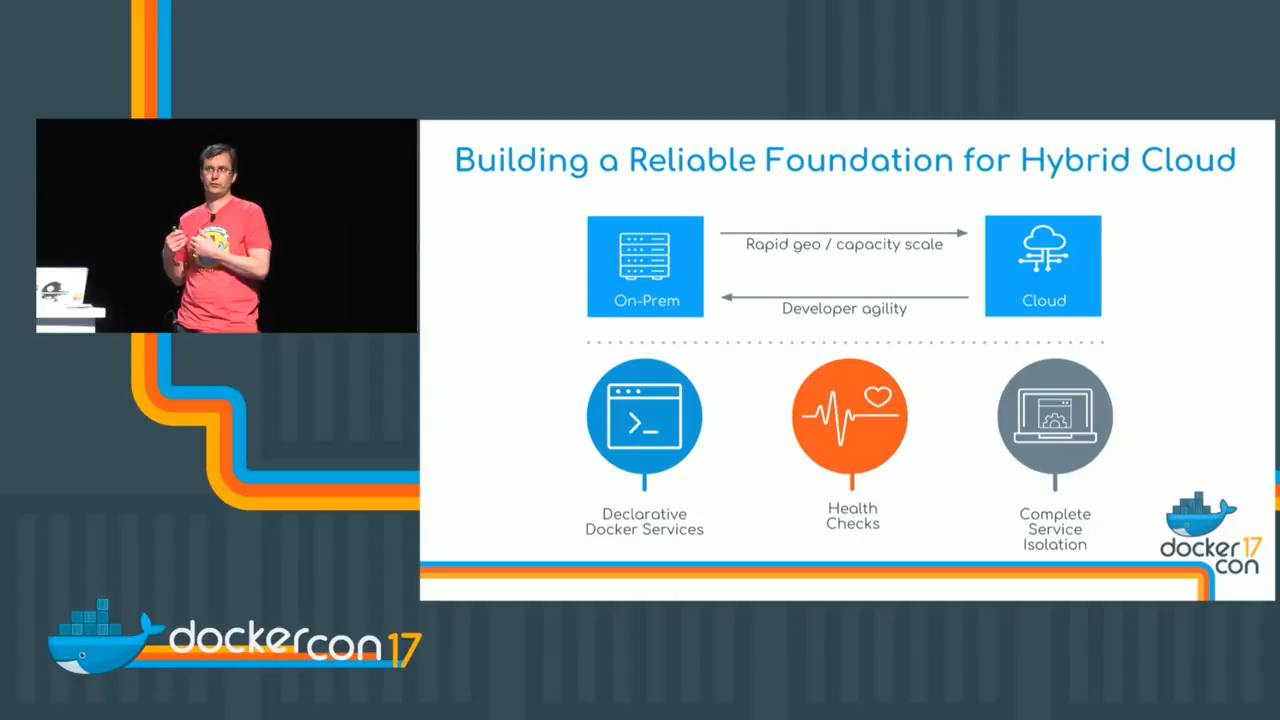 Building a Reliable Foundation for Hybrid Cloud
On-Prem
Rapid geo / capacity scale
Cloud
Developer agility
Declarative
Docker Services
Health
Checks
Complete
Service
Isolation
docker 17
con
dockercon 17